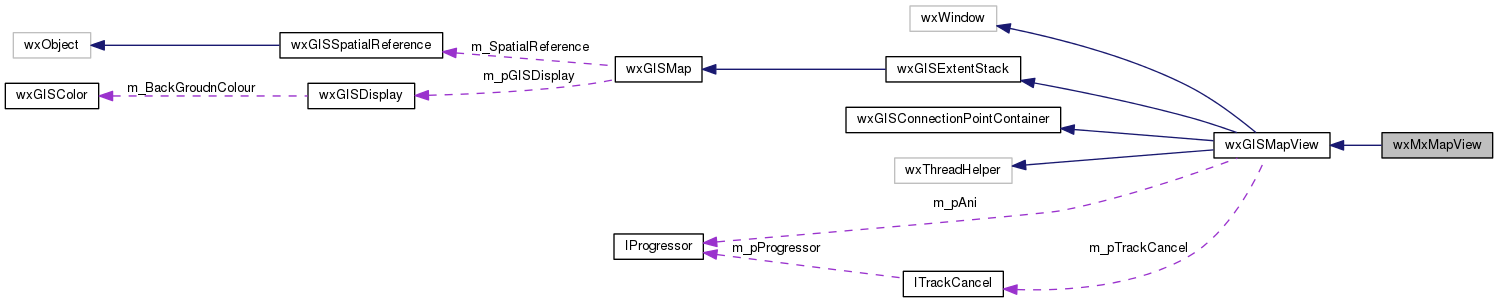 wxWindow
wxObject
wxGISSpatialReference
m_SpatialReference
wxGISMap
wxGISExtentStack
m_pGISDisplay
wxGISColor
m_BackGroudnColour
wxGISDisplay
wxGISConnectionPointContainer
wxGISMapView
wxMxMapView
wxThreadHelper
m_pAni
IProgressor
m_pProgressor
m_pTrackCancel
ITrackCancel